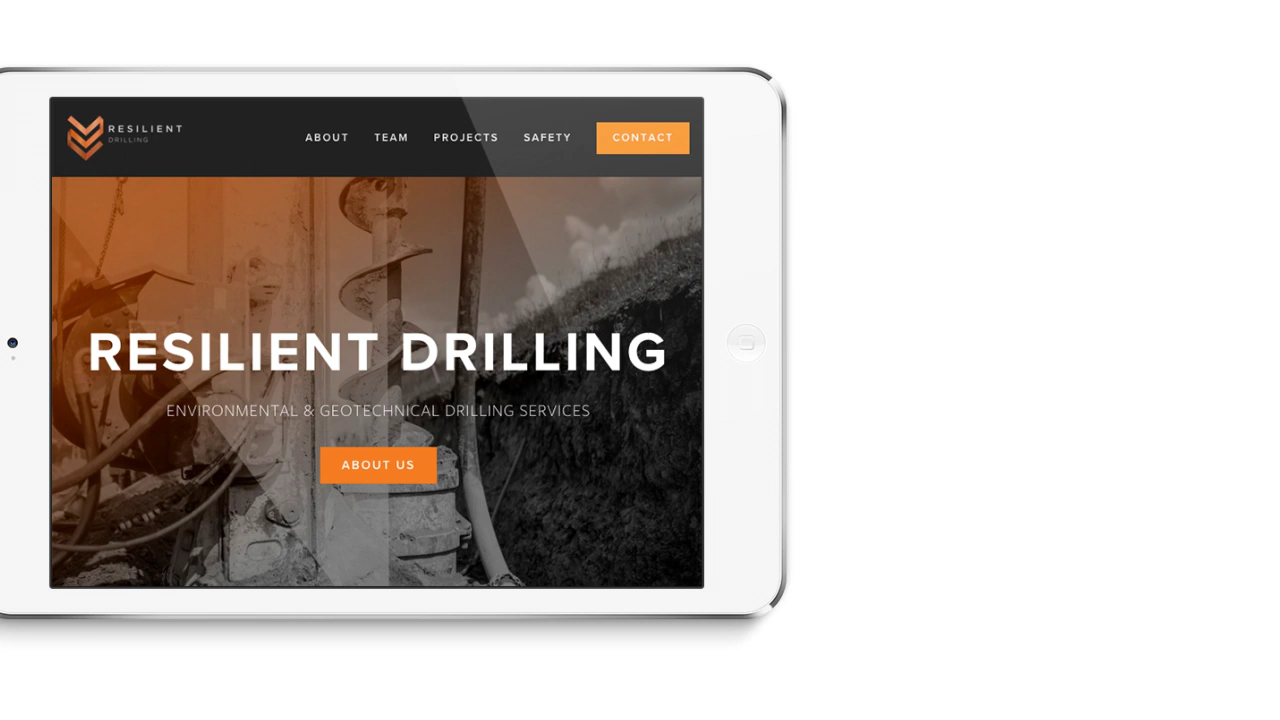 RESILIENT
DRILLING
ABOUT TEAM PROJECTS SAFETY CONTACT
RESILIENT DRILLING
ENVIRONMENTAL & GEOTECHNICAL DRILLING SERVICES
ABOUT US